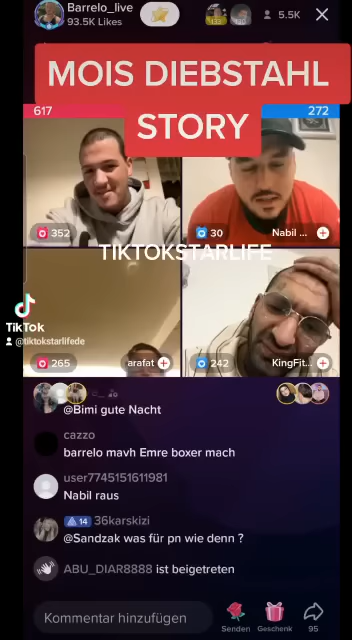 Barrelo_live
93.5K Likes
5.5K
MOIS DIEBSTAHL
STORY
617
272
352
30
Nabil ...
TIKTOKSTARLIFE
TikTok
@tiktokstarlifede
265
arafat
242
KingFit...
@Bimi gute Nacht
cazzo
barrelo mavh Emre boxer mach
user7745151611981
Nabil raus
14 36karskizi
@Sandzak was für pn wie denn ?
ABU_DIAR8888 ist beigetreten
Kommentar hinzufügen
Senden
Geschenk
95